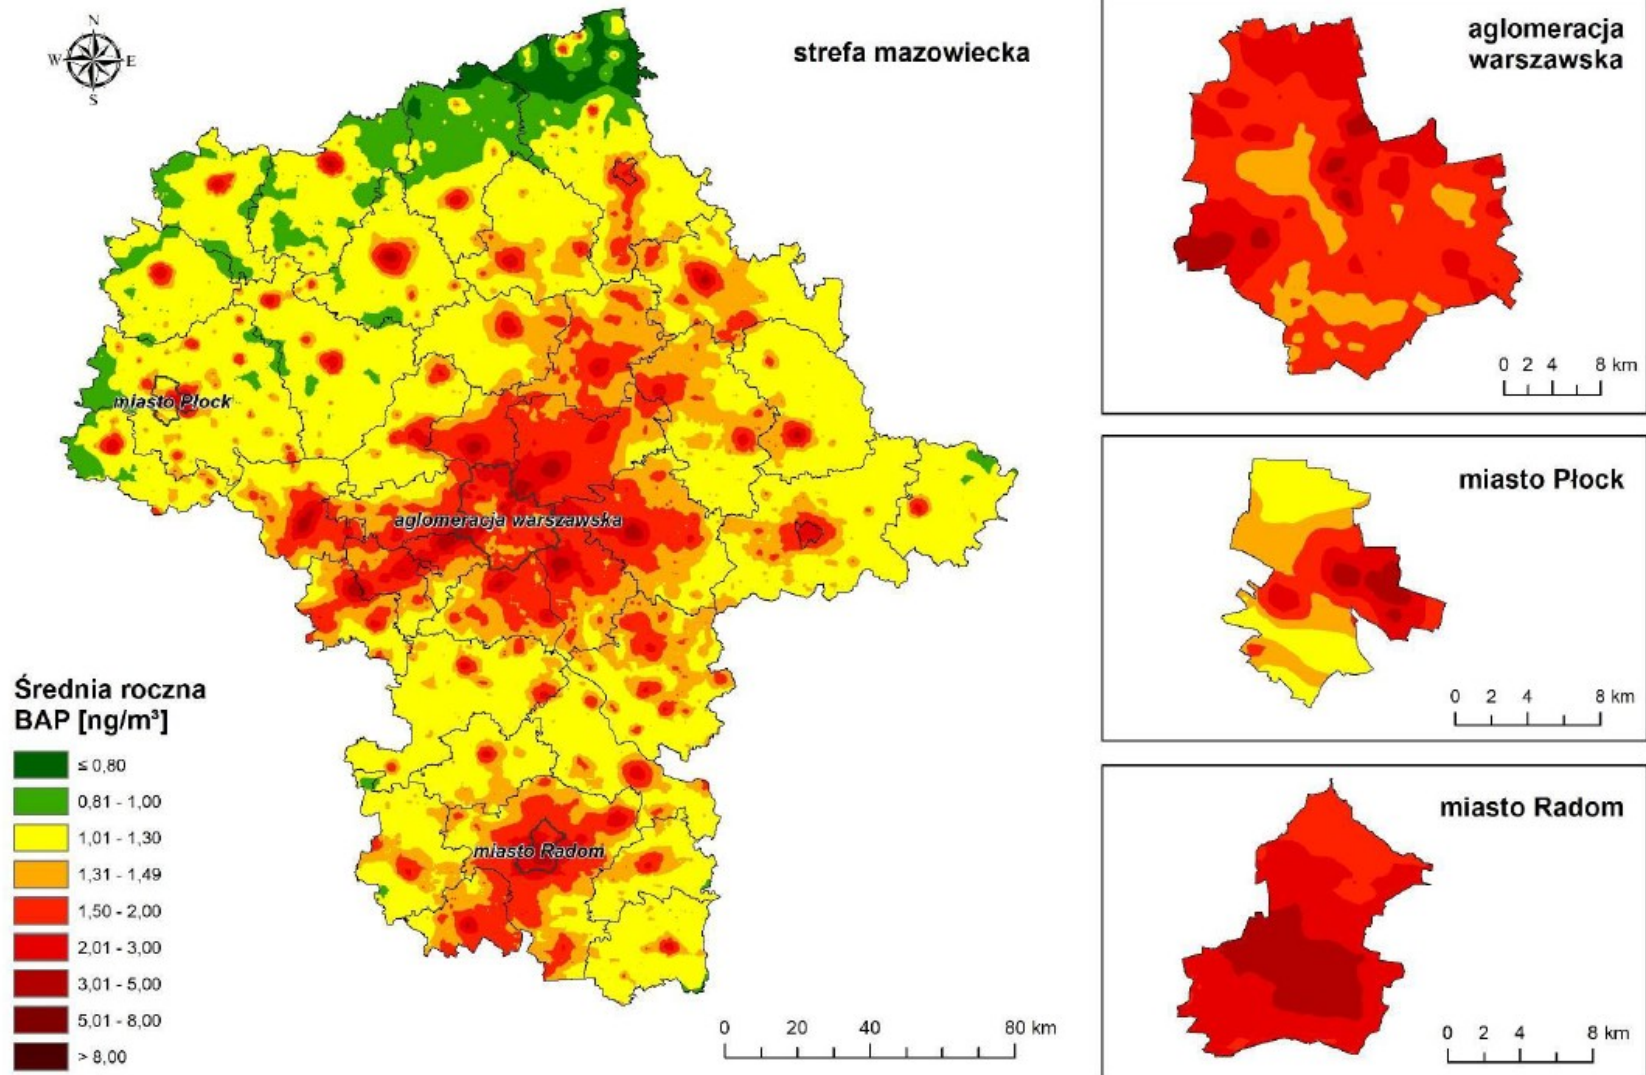 N
W E
S
strefa mazowiecka
miasto Płock
aglomeracja warszawska
miasto Radom
Średnia roczna
BAP [ng/m³]
≤ 0,80
0,81 - 1,00
1,01 - 1,30
1,31 - 1,49
1,50 - 2,00
2,01 - 3,00
3,01 - 5,00
5,01 - 8,00
> 8,00
0 20 40 80 km
aglomeracja
warszawska
0 2 4 8 km
miasto Płock
0 2 4 8 km
miasto Radom
0 2 4 8 km